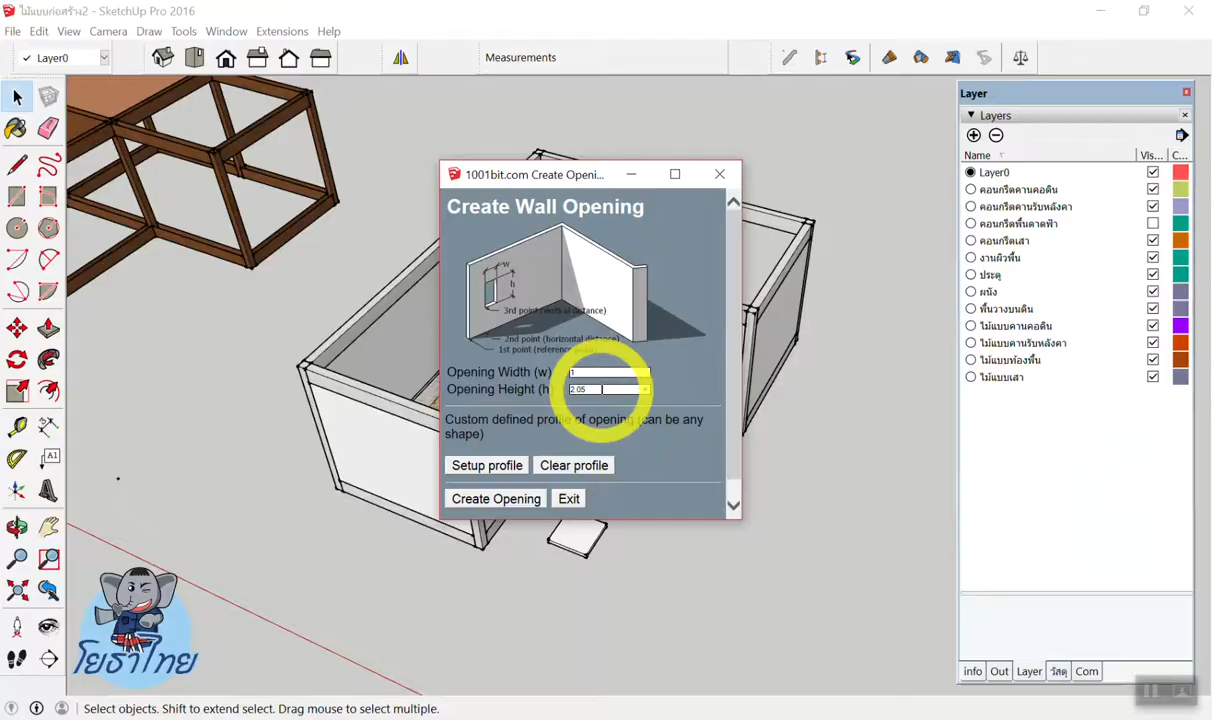 ไม้แบบก่อสร้าง2 - SketchUp Pro 2016
File Edit View Camera Draw Tools Window Extensions Help
Layer0
Measurements
Layer
Layers
Name Vis... C...
Layer0
คอนกรีตคานคอดิน
คอนกรีตคานรับหลังคา
คอนกรีตพื้นดาดฟ้า
คอนกรีตเสา
งานผิวพื้น
ประตู
ผนัง
พื้นวางบนดิน
ไม้แบบคานคอดิน
ไม้แบบคานรับหลังคา
ไม้แบบท้องพื้น
ไม้แบบเสา
info Out Layer วัสดุ Com
1001bit.com Create Openi...
Create Wall Opening
w
h
3rd point (vertical distance)
2nd point (horizontal distance)
1st point (reference point)
Opening Width (w) 1
Opening Height (h) 2.05
Custom defined profile of opening (can be any
shape)
Setup profile Clear profile
Create Opening Exit
A1
โยธาไทย
Select objects. Shift to extend select. Drag mouse to select multiple.